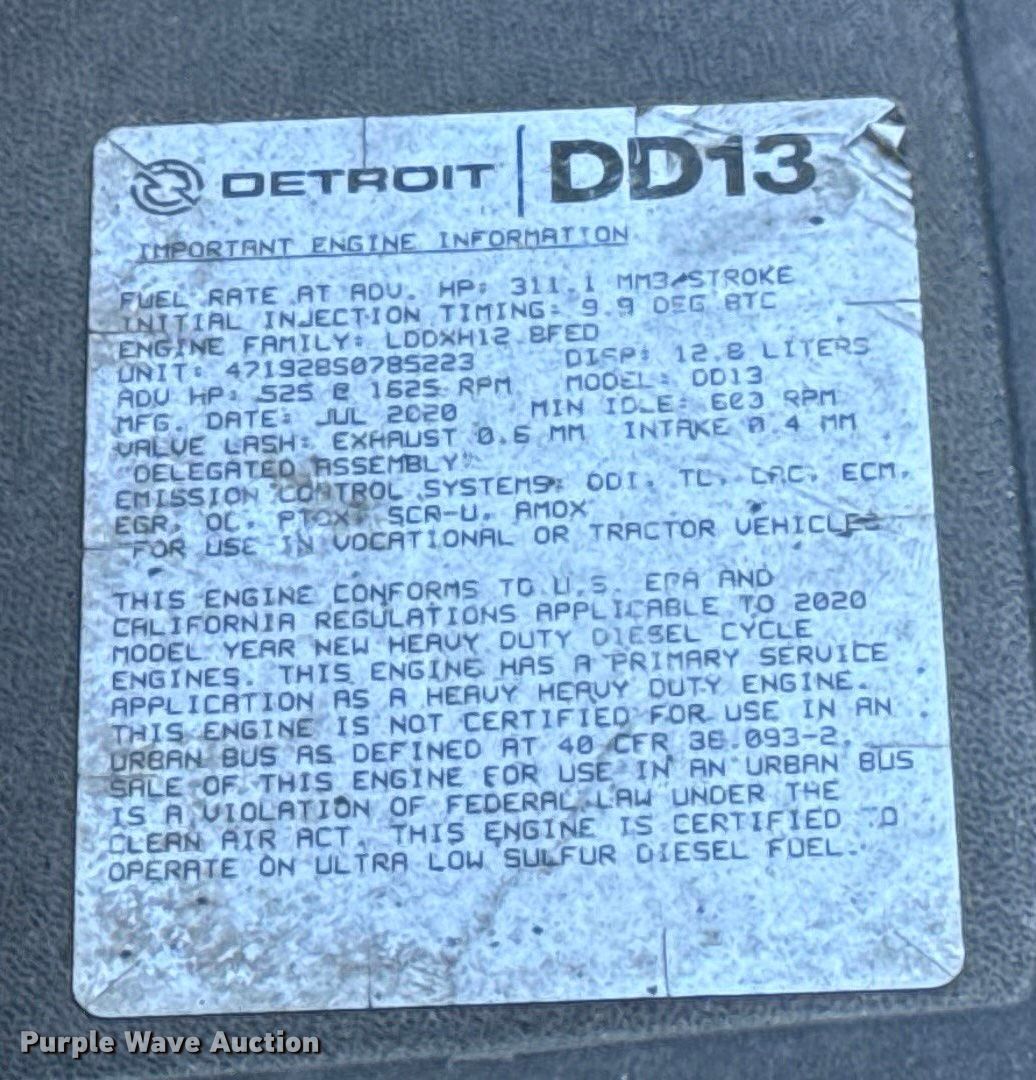 DETROIT DD13
IMPORTANT ENGINE INFORMATION
FUEL RATE AT ADV. HP: 311.1 MM3/STROKE
INITIAL INJECTION TIMING: 9.9 DEG BTC
ENGINE FAMILY: LDDXH12.8FED
UNIT: 471928S0785223 DISP: 12.8 LITERS
ADV HP: 525 @ 1625 RPM MODEL: DD13
MFG. DATE: JUL 2020 MIN IDLE: RPM
VALVE LASH: EXHAUST 0.6 MM INTAKE 0.4 MM
DELEGATED ASSEMBLY
EMISSION CONTROL SYSTEMS: DDI, TC, CAC, ECM,
EGR, OC, PTOX, SCR-U, AMOX
FOR USE IN VOCATIONAL OR TRACTOR VEHICLES
THIS ENGINE CONFORMS TO U.S. EPA AND
CALIFORNIA REGULATIONS APPLICABLE TO 2020
MODEL YEAR NEW HEAVY DUTY DIESEL CYCLE
ENGINES. THIS ENGINE HAS A PRIMARY SERVICE
APPLICATION AS A HEAVY HEAVY DUTY ENGINE.
THIS ENGINE IS NOT CERTIFIED FOR USE IN AN
URBAN BUS AS DEFINED AT 40 CFR 86.093-2.
SALE OF THIS ENGINE FOR USE IN AN URBAN BUS
IS A VIOLATION OF FEDERAL LAW UNDER THE
CLEAN AIR ACT. THIS ENGINE IS CERTIFIED TO
OPERATE ON ULTRA LOW SULFUR DIESEL FUEL.
Purple Wave Auction